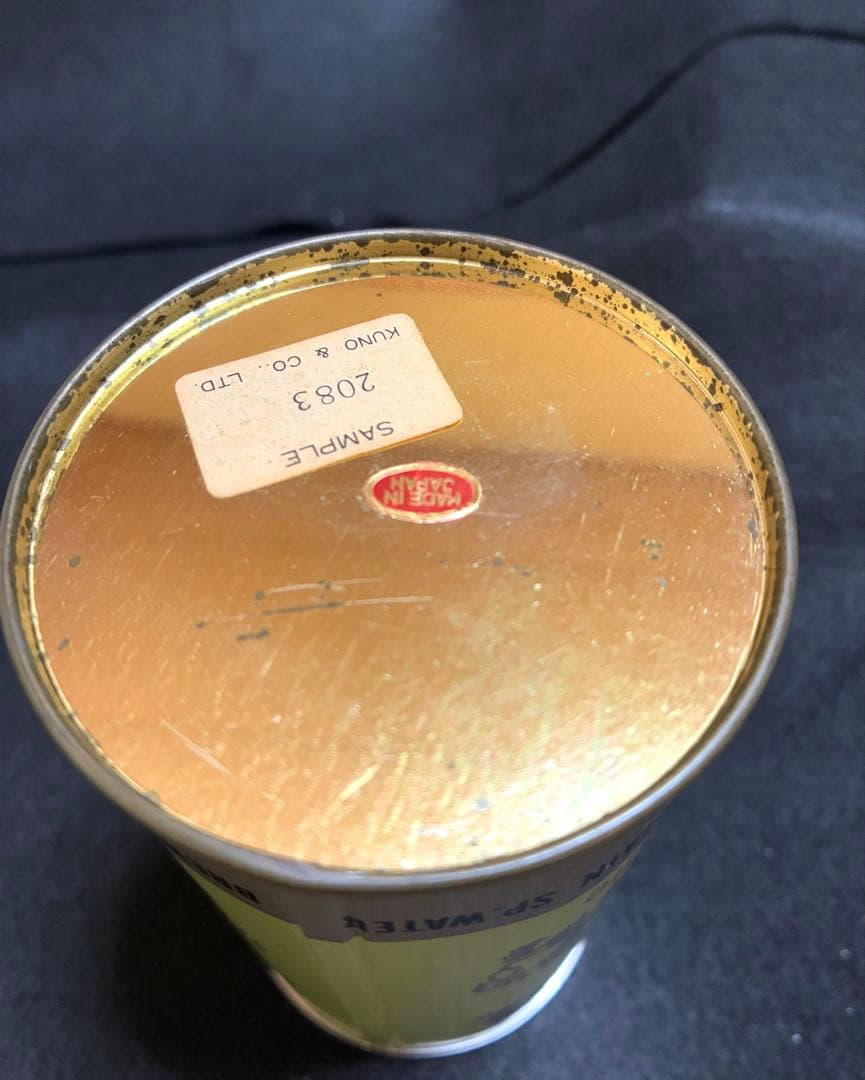 SAMPLE
2083
KUNO & CO., LTD.
MADE IN
JAPAN
SP. WATER